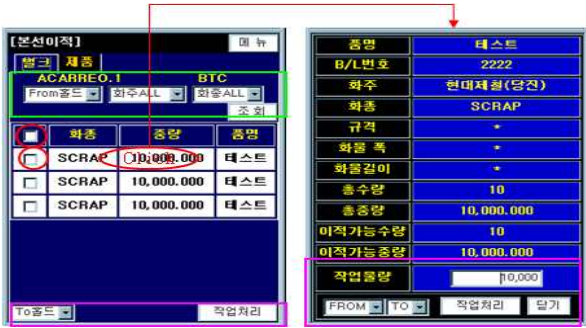 [본선이적] 메 뉴
벌크 제품
ACARREO.1 BTC
From홀드 화주ALL 화종ALL
조 회
화종 중량 품명
SCRAP 10,000.000 테스트
SCRAP 10,000.000 테스트
SCRAP 10,000.000 테스트
To홀드 작업처리
품명 테스트
B/L번호 2222
화주 현대제철(당진)
화종 SCRAP
규격 *
화물 폭 *
화물길이 *
총수량 10
총중량 10,000.000
이적가능수량 10
이적가능중량 10,000.000
작업물량 10,000
FROM TO 작업처리 닫기